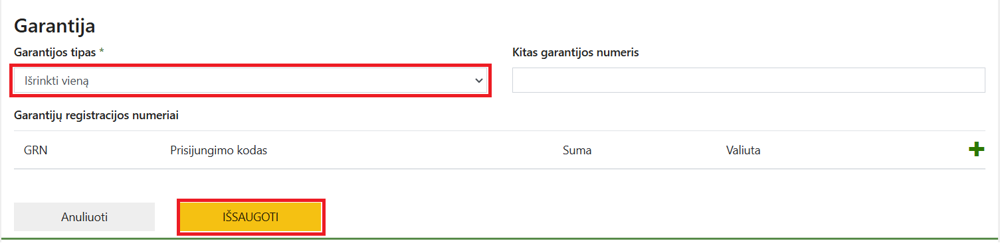 Garantija
Garantijos tipas * Kitas garantijos numeris
Išrinkti vieną
Garantijų registracijos numeriai
GRN Prisijungimo kodas Suma Valiuta
Anuliuoti IŠSAUGOTI